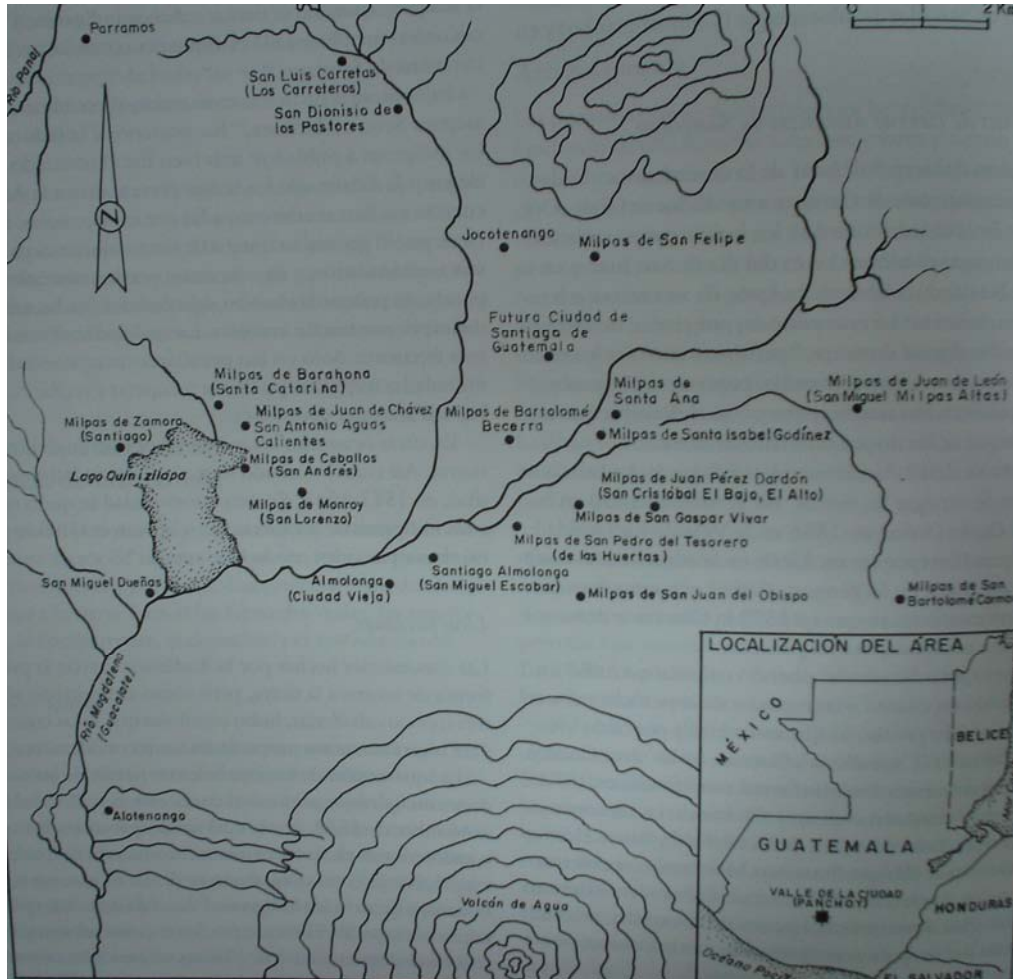 Parramos
0 2
Río
San Luis Carretas
(Los Carreteros)
San Dionisio de
los Pastores
N
Jocotenango
Milpas de San Felipe
Futura Ciudad de
Santiago de
Guatemala
Milpas de Barahona
(Santa Catarina)
Milpas de Zamora
(Santiago)
Milpas de Juan de Chávez
San Antonio Aguas
Calientes
Milpas de Bartolomé
Becerra
Milpas de
Santa Ana
Milpas de Juan de León
(San Miguel Milpas Altas)
Milpas de Santa Isabel Godínez
Lago Quinizilapa
Milpas de Ceballos
(San Andrés)
Milpas de Monroy
(San Lorenzo)
Milpas de Juan Pérez Dardón
(San Cristóbal El Bajo, El Alto)
Milpas de San Gaspar Vivar
Milpas de San Pedro del Tesorero
(de las Huertas)
San Miguel Dueñas
Almolonga
(Ciudad Vieja)
Santiago Almolonga
(San Miguel Escobar)
Milpas de San Juan del Obispo
Milpas de San
Bartolomé
Río Magdalena
(Guacalate)
Alotenango
Volcán de Agua
LOCALIZACIÓN DEL ÁREA
MÉXICO
BELICE
Mar
GUATEMALA
VALLE DE LA CIUDAD
(PANCHOY)
HONDURAS
Océano
EL SALVADOR